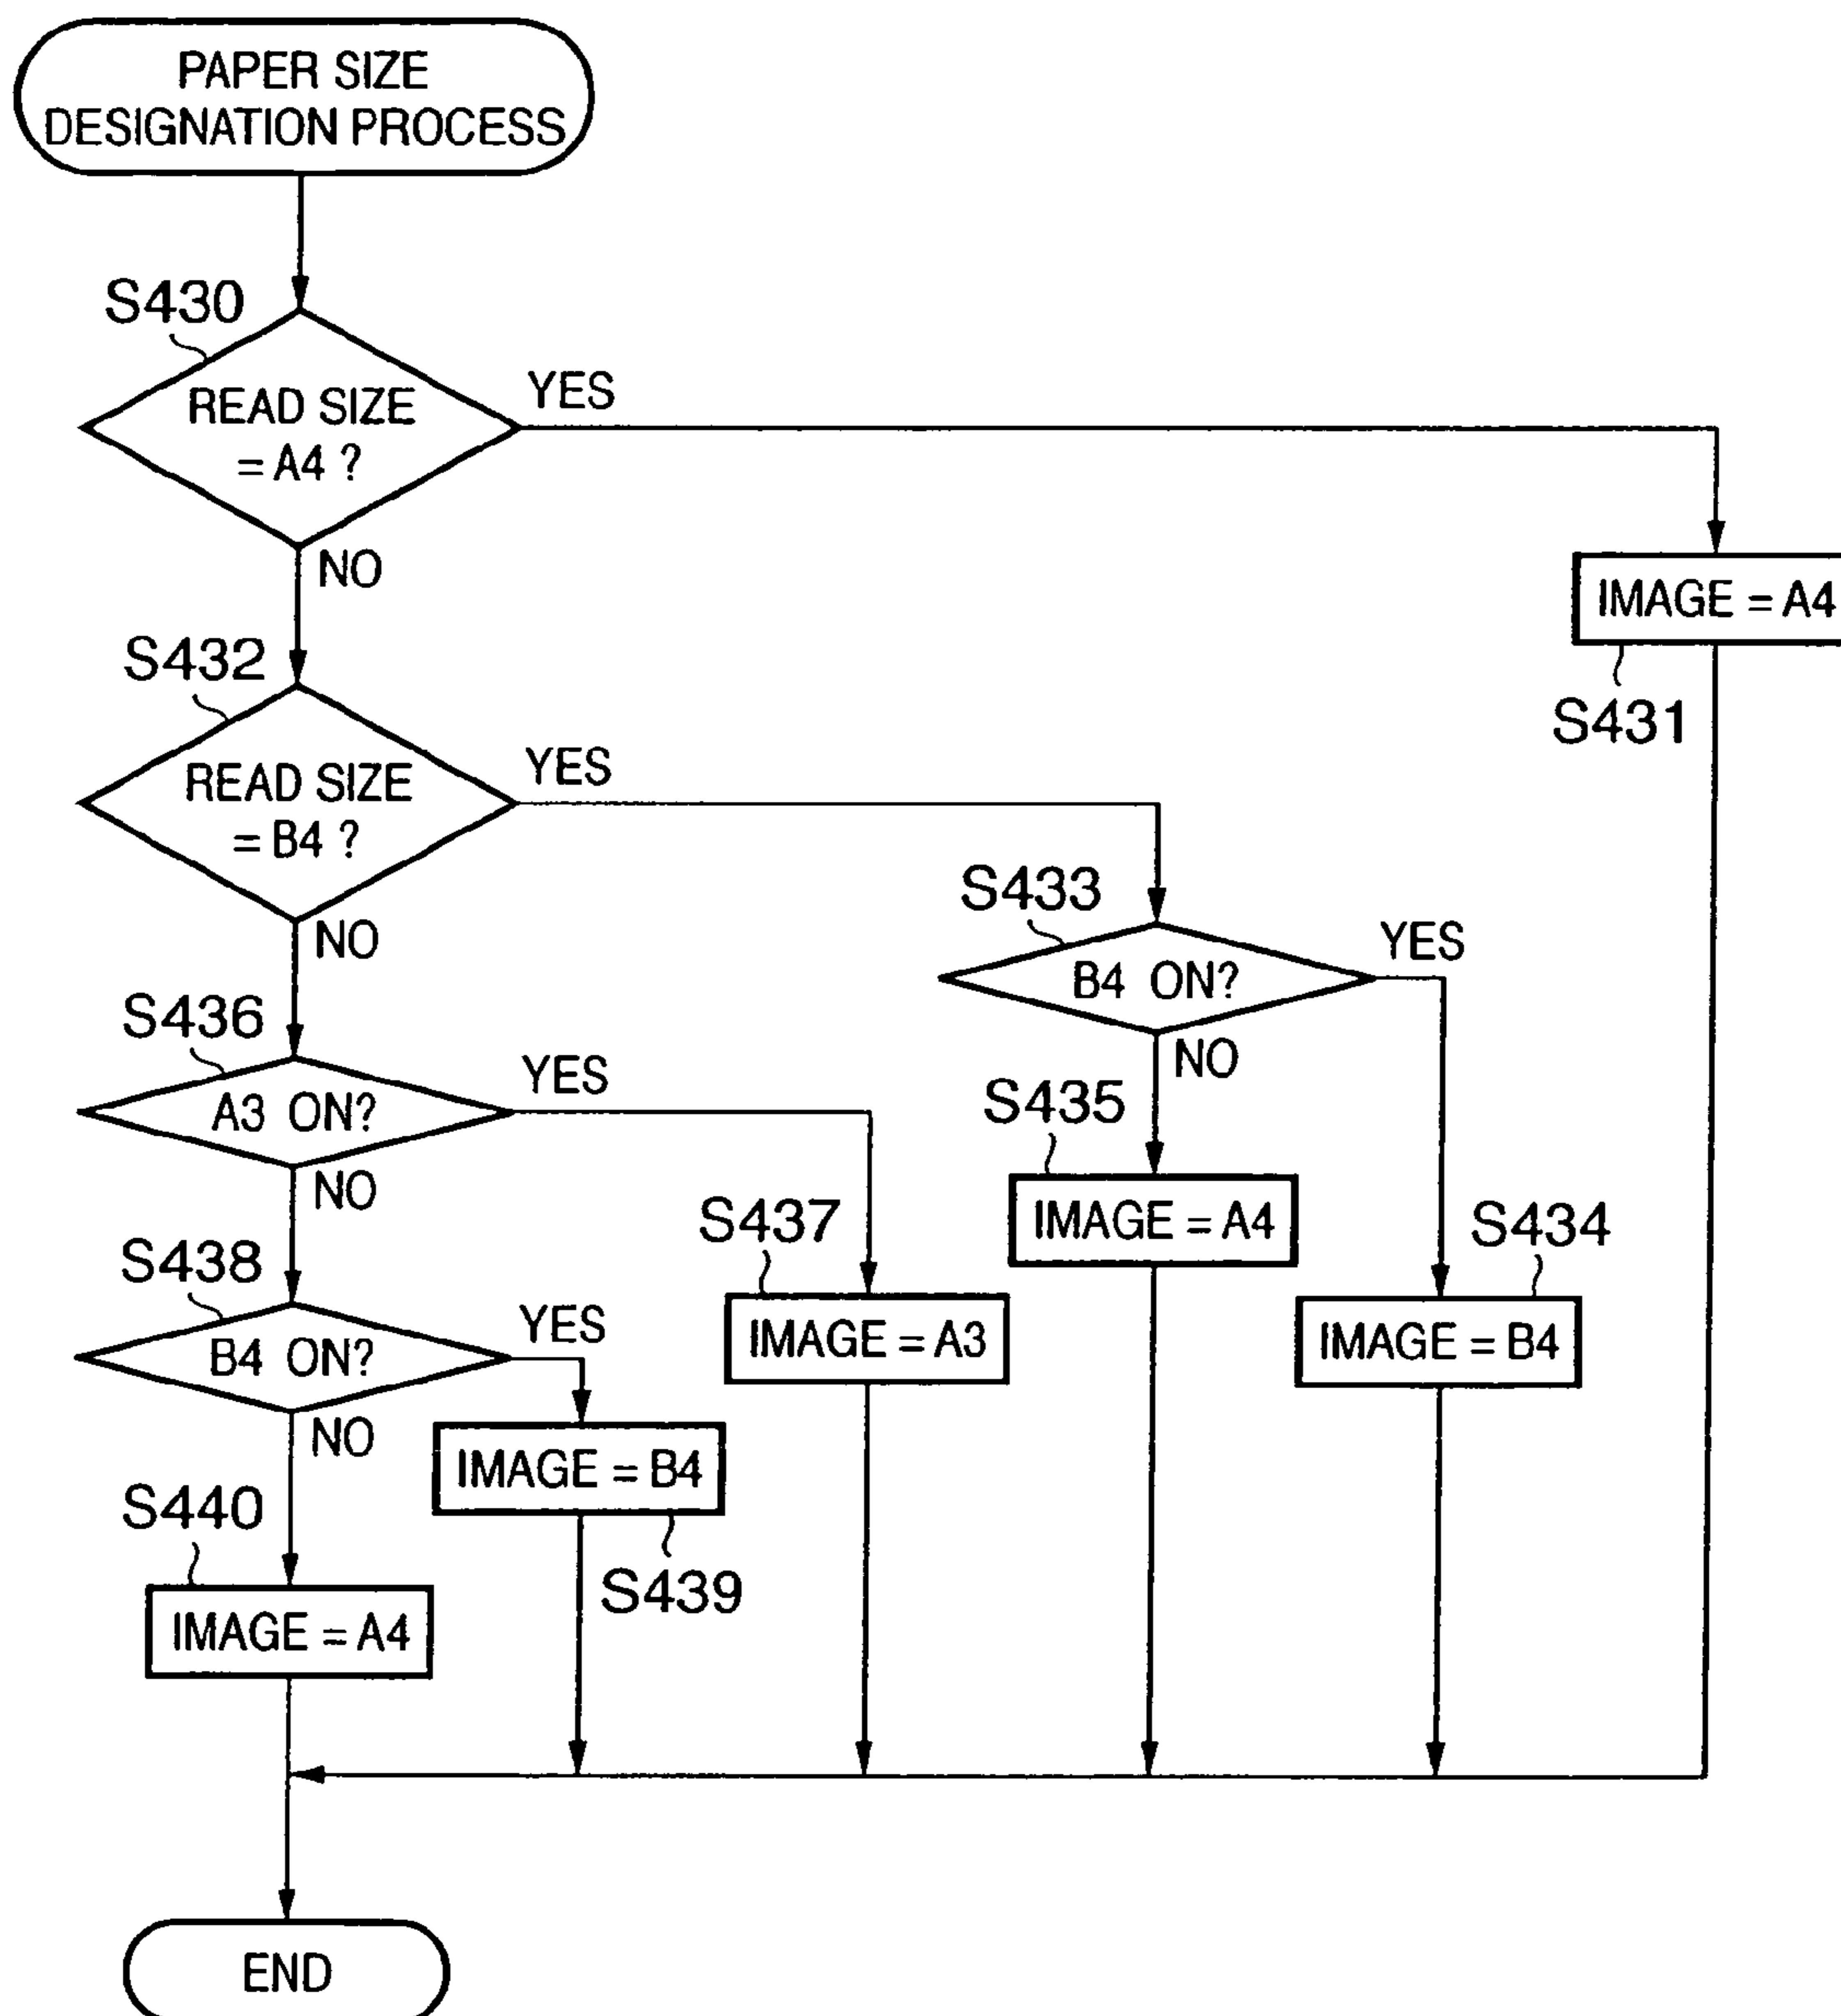 PAPER SIZE
DESIGNATION PROCESS
S430
READ SIZE
= A4 ?
YES
NO
IMAGE = A4
S431
S432
READ SIZE
= B4 ?
YES
NO
S433
B4 ON?
YES
NO
S436
A3 ON?
YES
NO
S435
IMAGE = A4
S434
IMAGE = B4
S437
IMAGE = A3
S438
B4 ON?
YES
NO
IMAGE = B4
S439
S440
IMAGE = A4
END